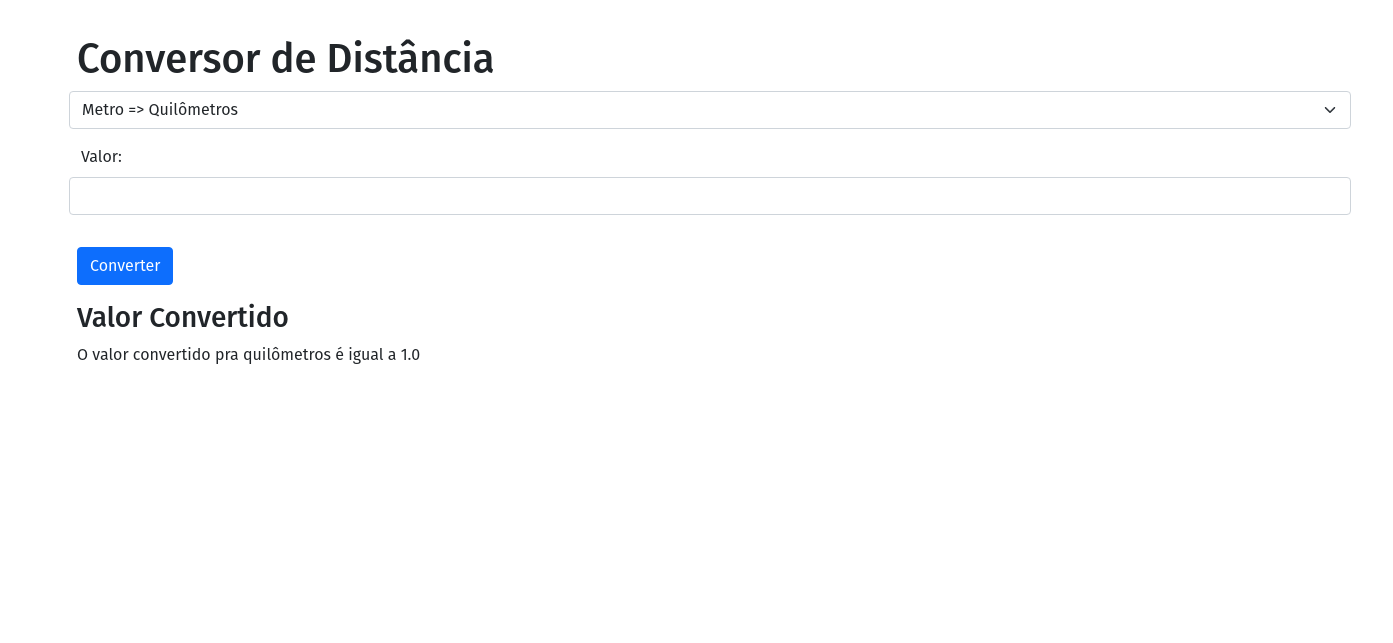 Conversor de Distância
Metro => Quilômetros
Valor:
Converter
Valor Convertido
O valor convertido pra quilômetros é igual a 1.0